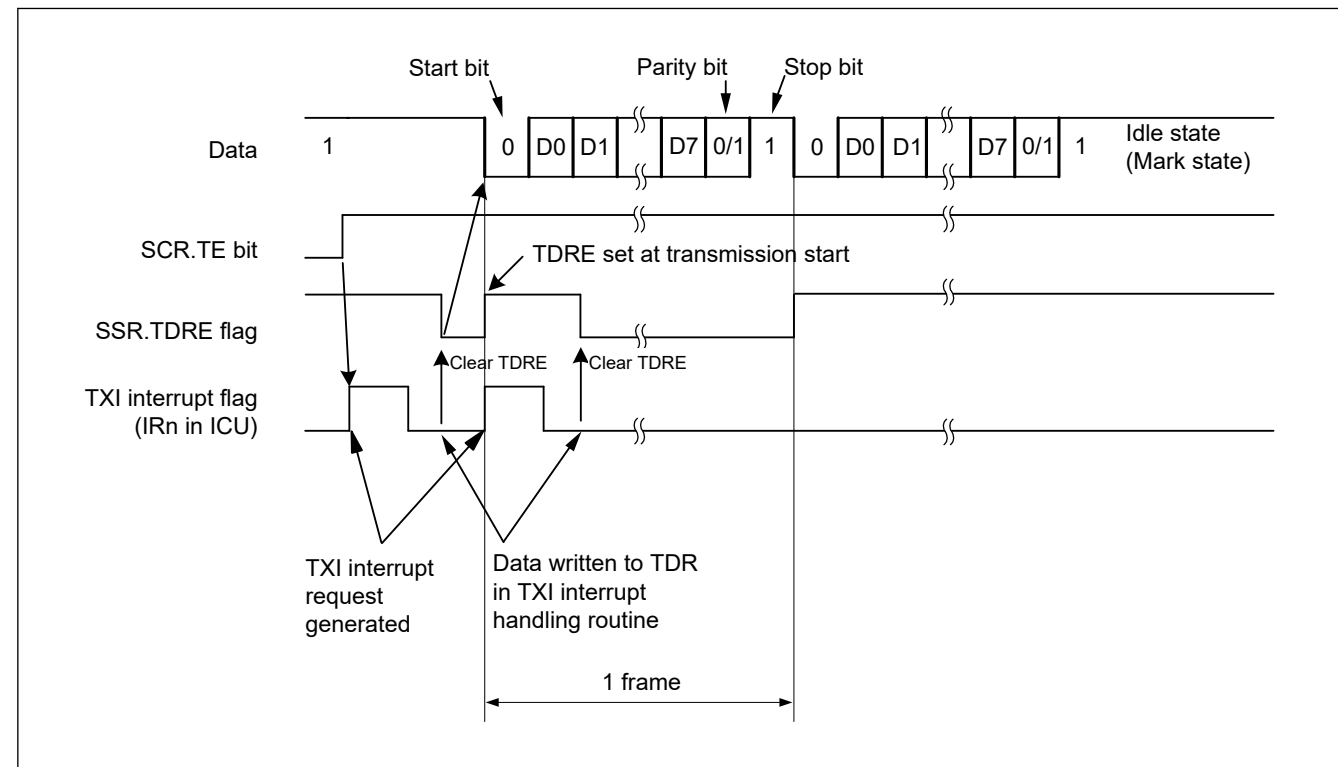 Start bit Parity bit Stop bit
Data 1 0 D0 D1 D7 0/1 1 0 D0 D1 D7 0/1 1 Idle state
(Mark state)
SCR.TE bit
TDRE set at transmission start
SSR.TDRE flag
Clear TDRE Clear TDRE
TXI interrupt flag
(IRn in ICU)
TXI interrupt
request
generated
Data written to TDR
in TXI interrupt
handling routine
1 frame